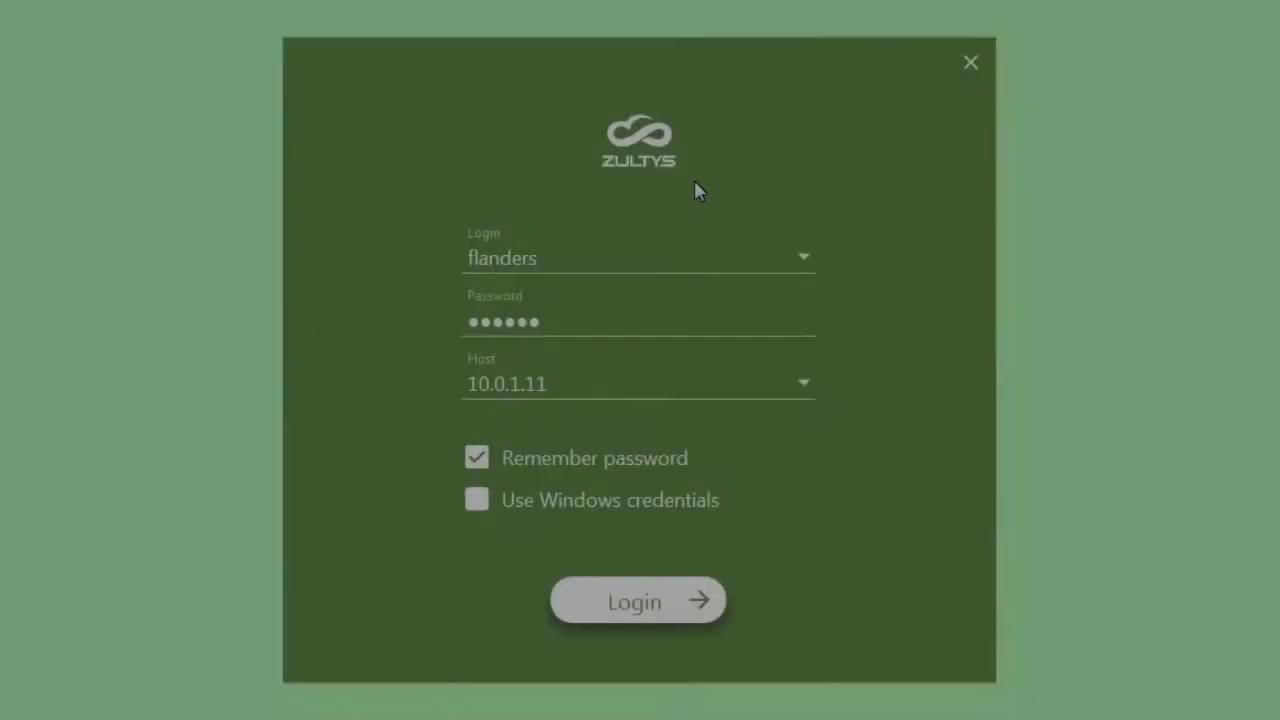 ZULTYS
Login
flanders
Password
Host
10.0.1.11
Remember password
Use Windows credentials
Login